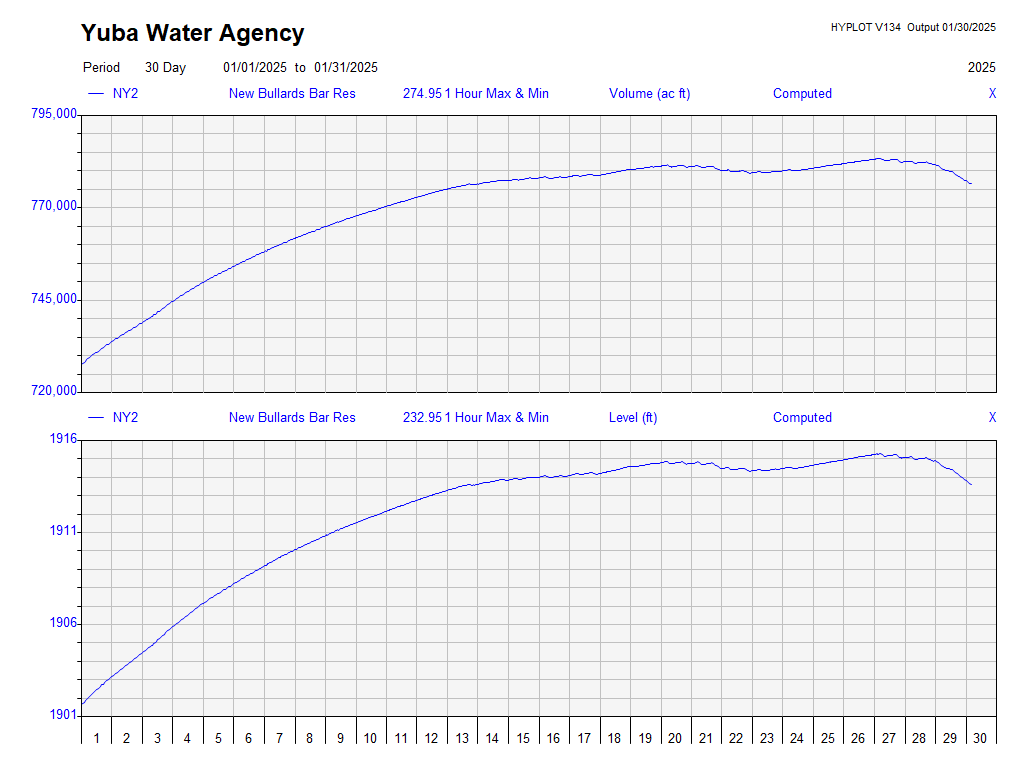 Yuba Water Agency
HYPLOT V134 Output 01/30/2025
Period 30 Day 01/01/2025 to 01/31/2025 2025
NY2 New Bullards Bar Res 274.95 1 Hour Max & Min Volume (ac ft) Computed X
795,000
770,000
745,000
720,000
NY2 New Bullards Bar Res 232.95 1 Hour Max & Min Level (ft) Computed X
1916
1911
1906
1901
1 2 3 4 5 6 7 8 9 10 11 12 13 14 15 16 17 18 19 20 21 22 23 24 25 26 27 28 29 30